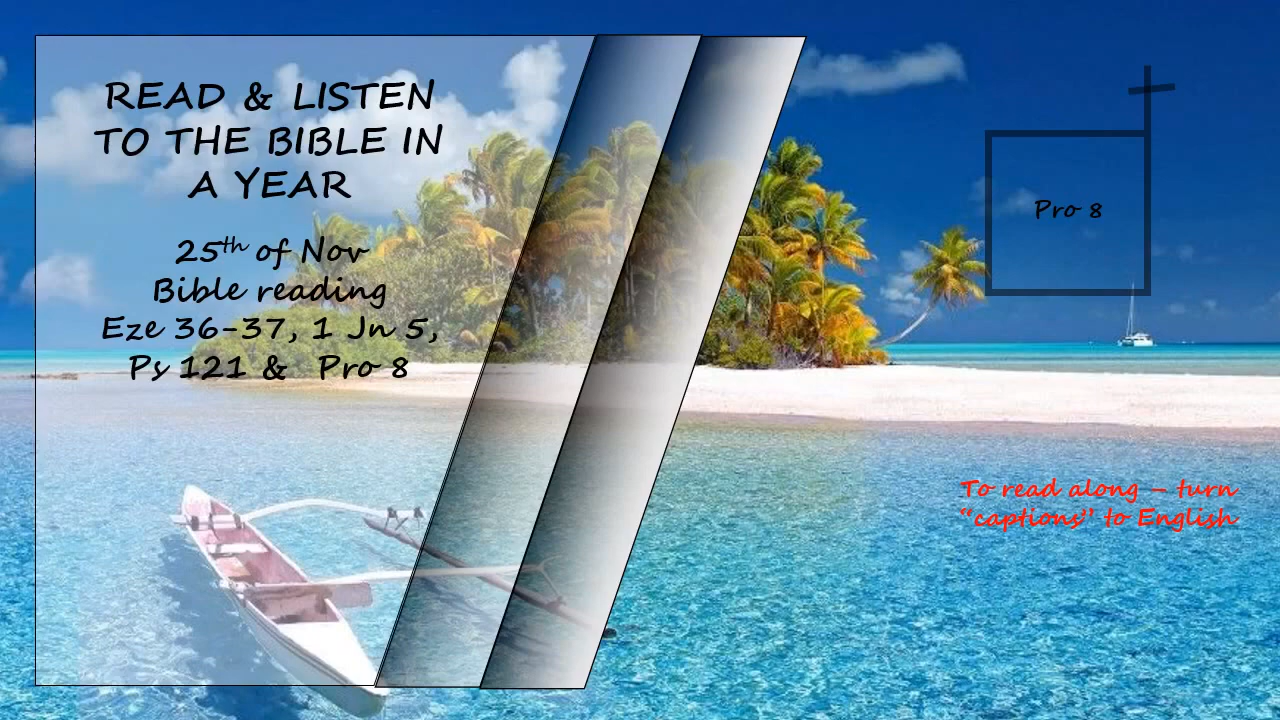 READ & LISTEN
TO THE BIBLE IN
A YEAR
25th of Nov
Bible reading
Eze 36-37, 1 Jn 5,
Ps 121 & Pro 8
Pro 8
To read along – turn
“captions” to English